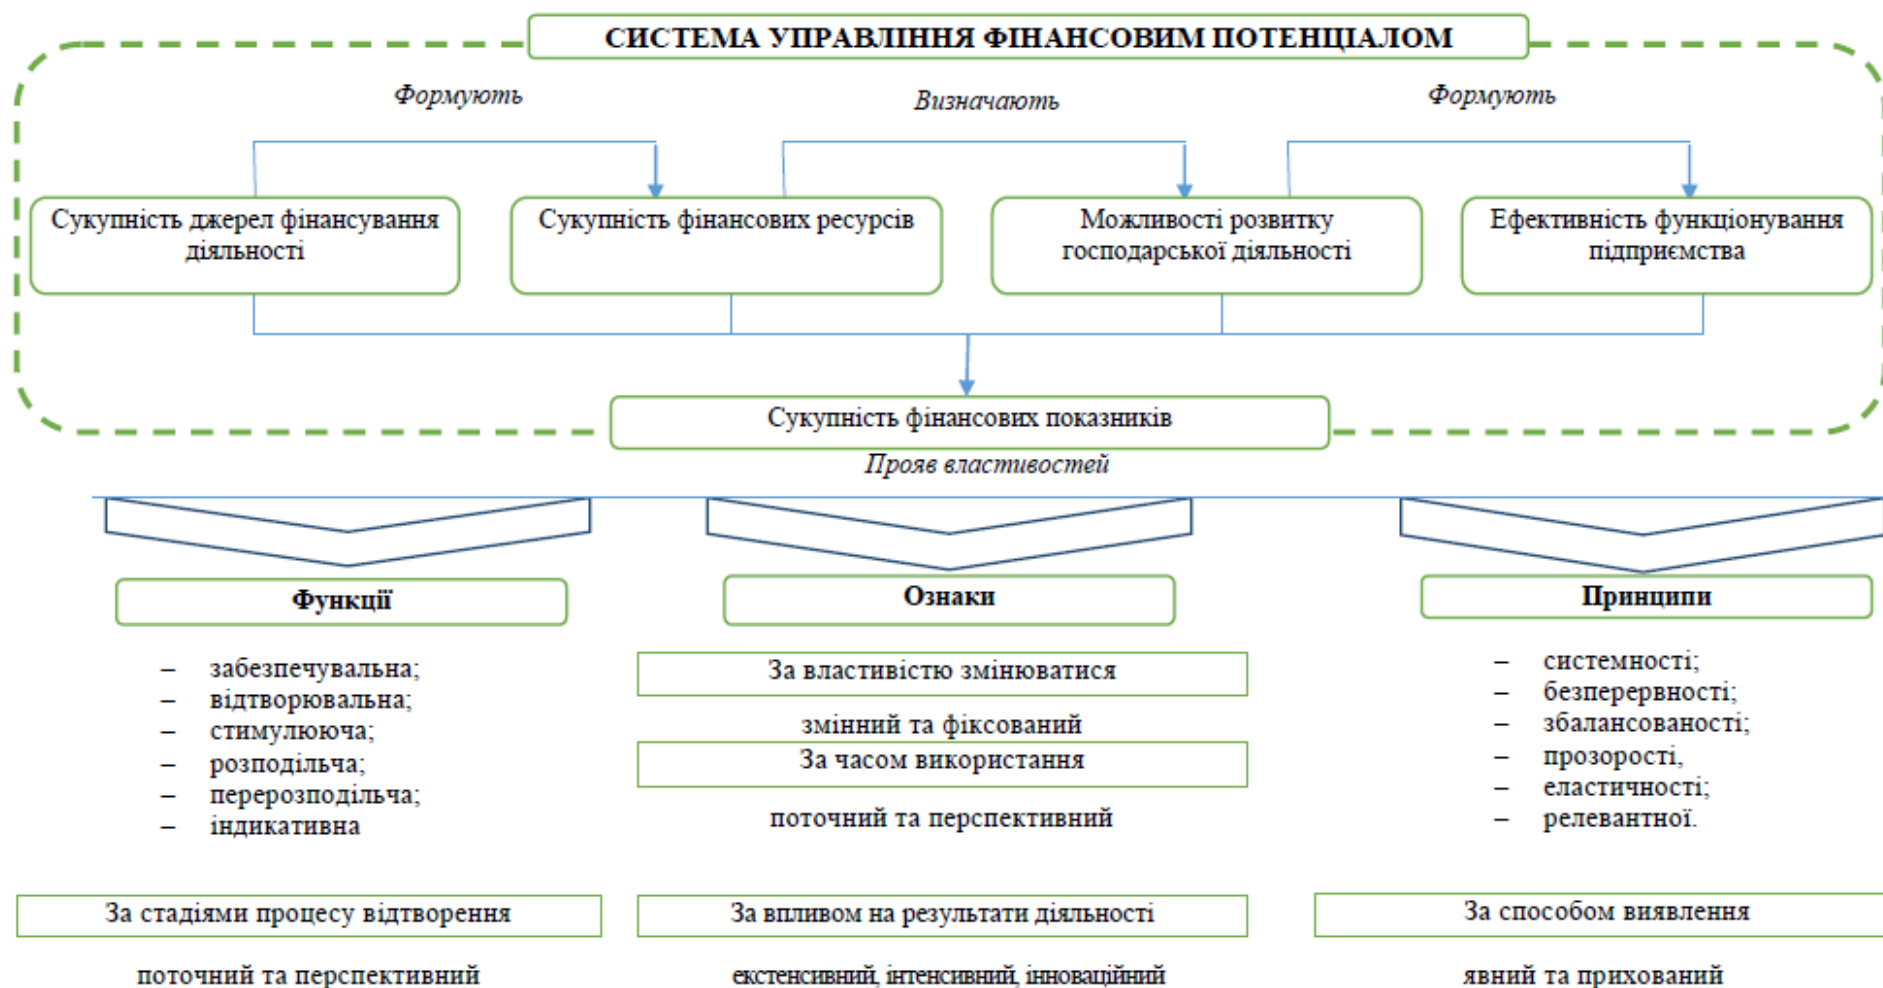 СИСТЕМА УПРАВЛІННЯ ФІНАНСОВИМ ПОТЕНЦІАЛОМ
Формують
Визначають
Формують
Сукупність джерел фінансування
діяльності
Сукупність фінансових ресурсів
Можливості розвитку
господарської діяльності
Ефективність функціонування
підприємства
Сукупність фінансових показників
Прояв властивостей
Функції
– забезпечувальна;
– відтворювальна;
– стимулююча;
– розподільча;
– перерозподільча;
– індикативна
Ознаки
За властивістю змінюватися
змінний та фіксований
За часом використання
поточний та перспективний
Принципи
– системності;
– безперервності;
– збалансованості;
– прозорості,
– еластичності;
– релевантної.
За стадіями процесу відтворення
поточний та перспективний
За впливом на результати діяльності
екстенсивний, інтенсивний, інноваційний
За способом виявлення
явний та прихований